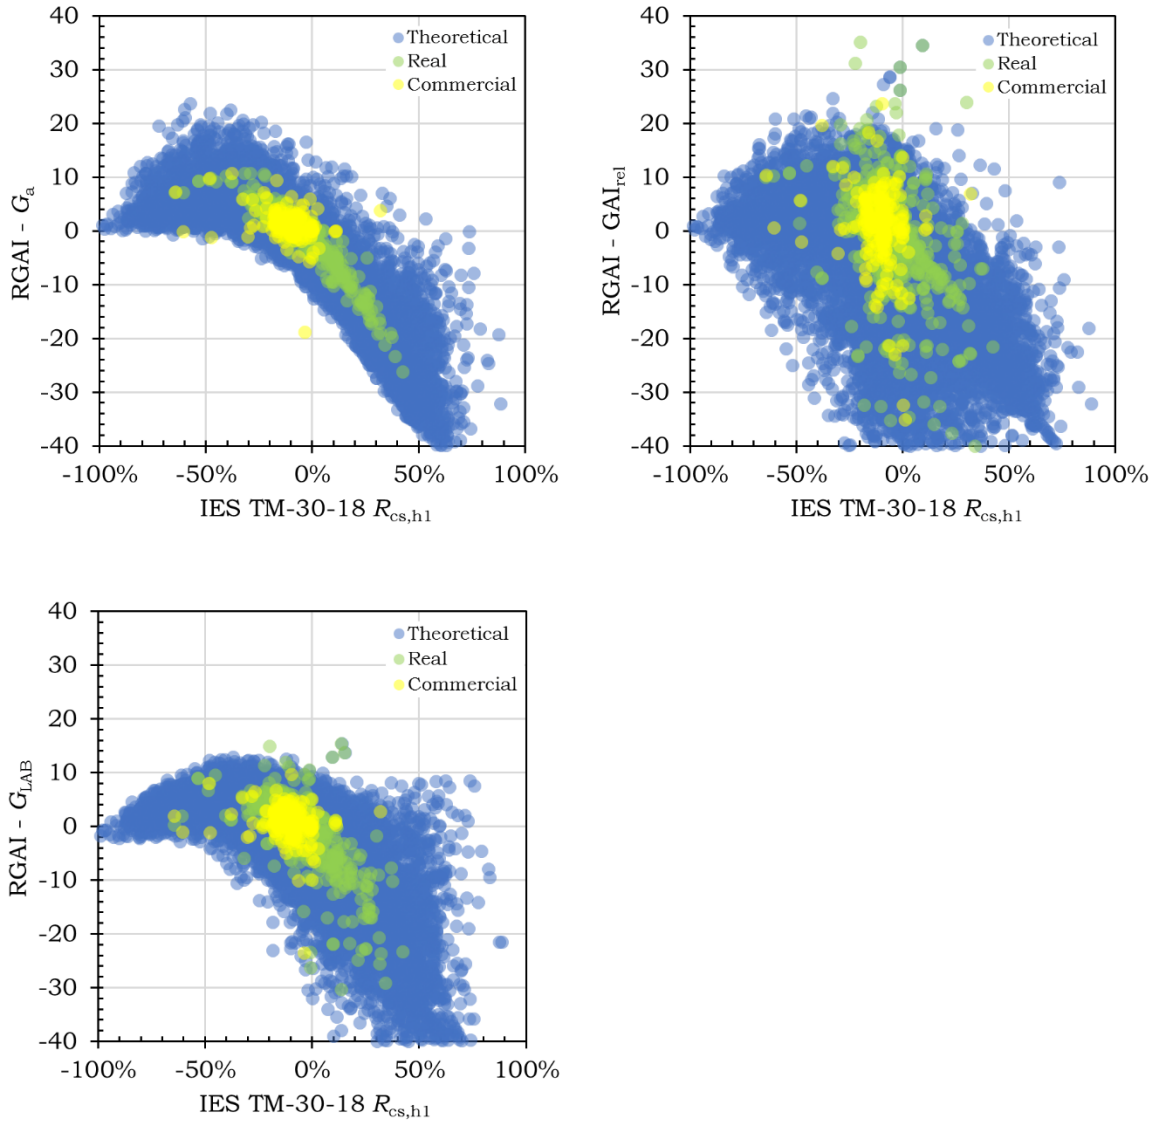 40
30
20
10
0
-10
-20
-30
-40
RGAI - Ga
Theoretical
Real
Commercial
-100% -50% 0% 50% 100%
IES TM-30-18 Rcs,h1
40
30
20
10
0
-10
-20
-30
-40
RGAI - GAIrel
Theoretical
Real
Commercial
-100% -50% 0% 50% 100%
IES TM-30-18 Rcs,h1
40
30
20
10
0
-10
-20
-30
-40
RGAI - GLAB
Theoretical
Real
Commercial
-100% -50% 0% 50% 100%
IES TM-30-18 Rcs,h1